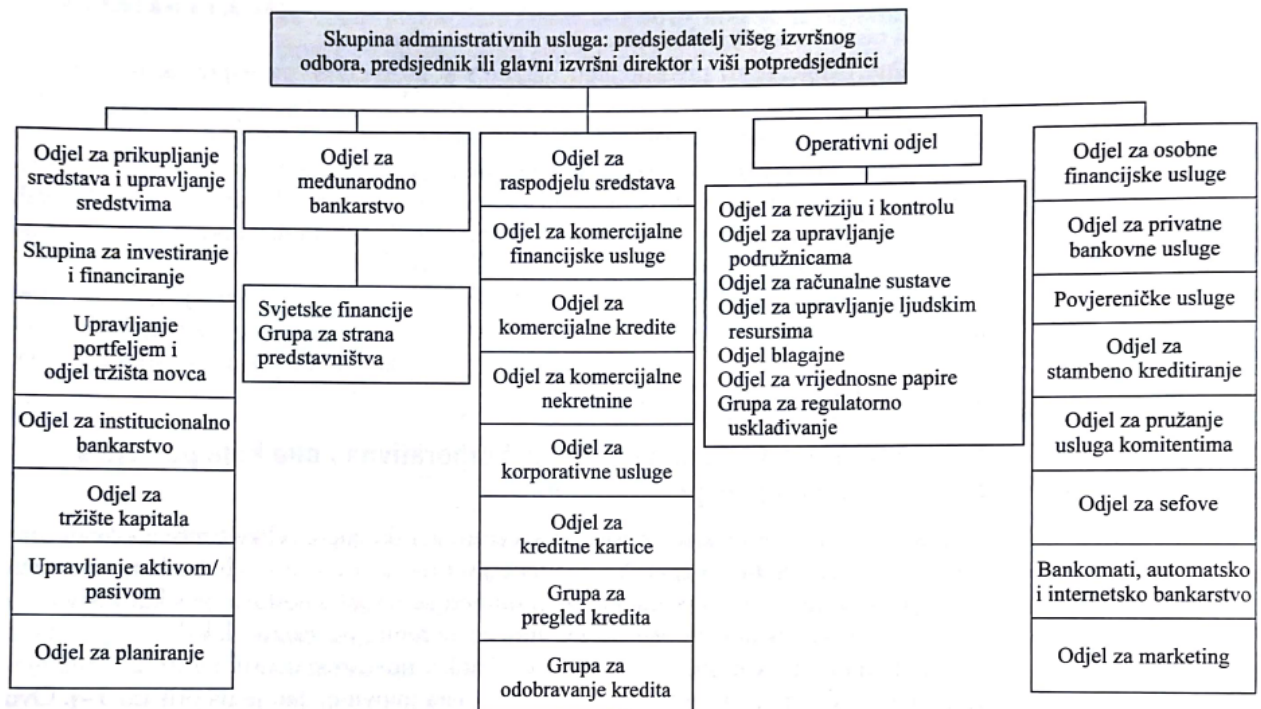 Skupina administrativnih usluga: predsjedatelj višeg izvršnog
odbora, predsjednik ili glavni izvršni direktor i viši potpredsjednici
Odjel za prikupljanje
sredstava i upravljanje
sredstvima
Skupina za investiranje
i financiranje
Upravljanje
portfeljem i
odjel tržišta novca
Odjel za institucionalno
bankarstvo
Odjel za
tržište kapitala
Upravljanje aktivom/
pasivom
Odjel za planiranje
Odjel za
međunarodno
bankarstvo
Svjetske financije
Grupa za strana
predstavništva
Odjel za
raspodjelu sredstava
Odjel za komercijalne
financijske usluge
Odjel za
komercijalne kredite
Odjel za komercijalne
nekretnine
Odjel za
korporativne usluge
Odjel za
kreditne kartice
Grupa za
pregled kredita
Grupa za
odobravanje kredita
Operativni odjel
Odjel za reviziju i kontrolu
Odjel za upravljanje
podružnicama
Odjel za računalne sustave
Odjel za upravljanje ljudskim
resursima
Odjel blagajne
Odjel za vrijednosne papire
Grupa za regulatorno
usklađivanje
Odjel za osobne
financijske usluge
Odjel za privatne
bankovne usluge
Povjereničke usluge
Odjel za
stambeno kreditiranje
Odjel za pružanje
usluga komitentima
Odjel za sefove
Bankomati, automatsko
i internetsko bankarstvo
Odjel za marketing